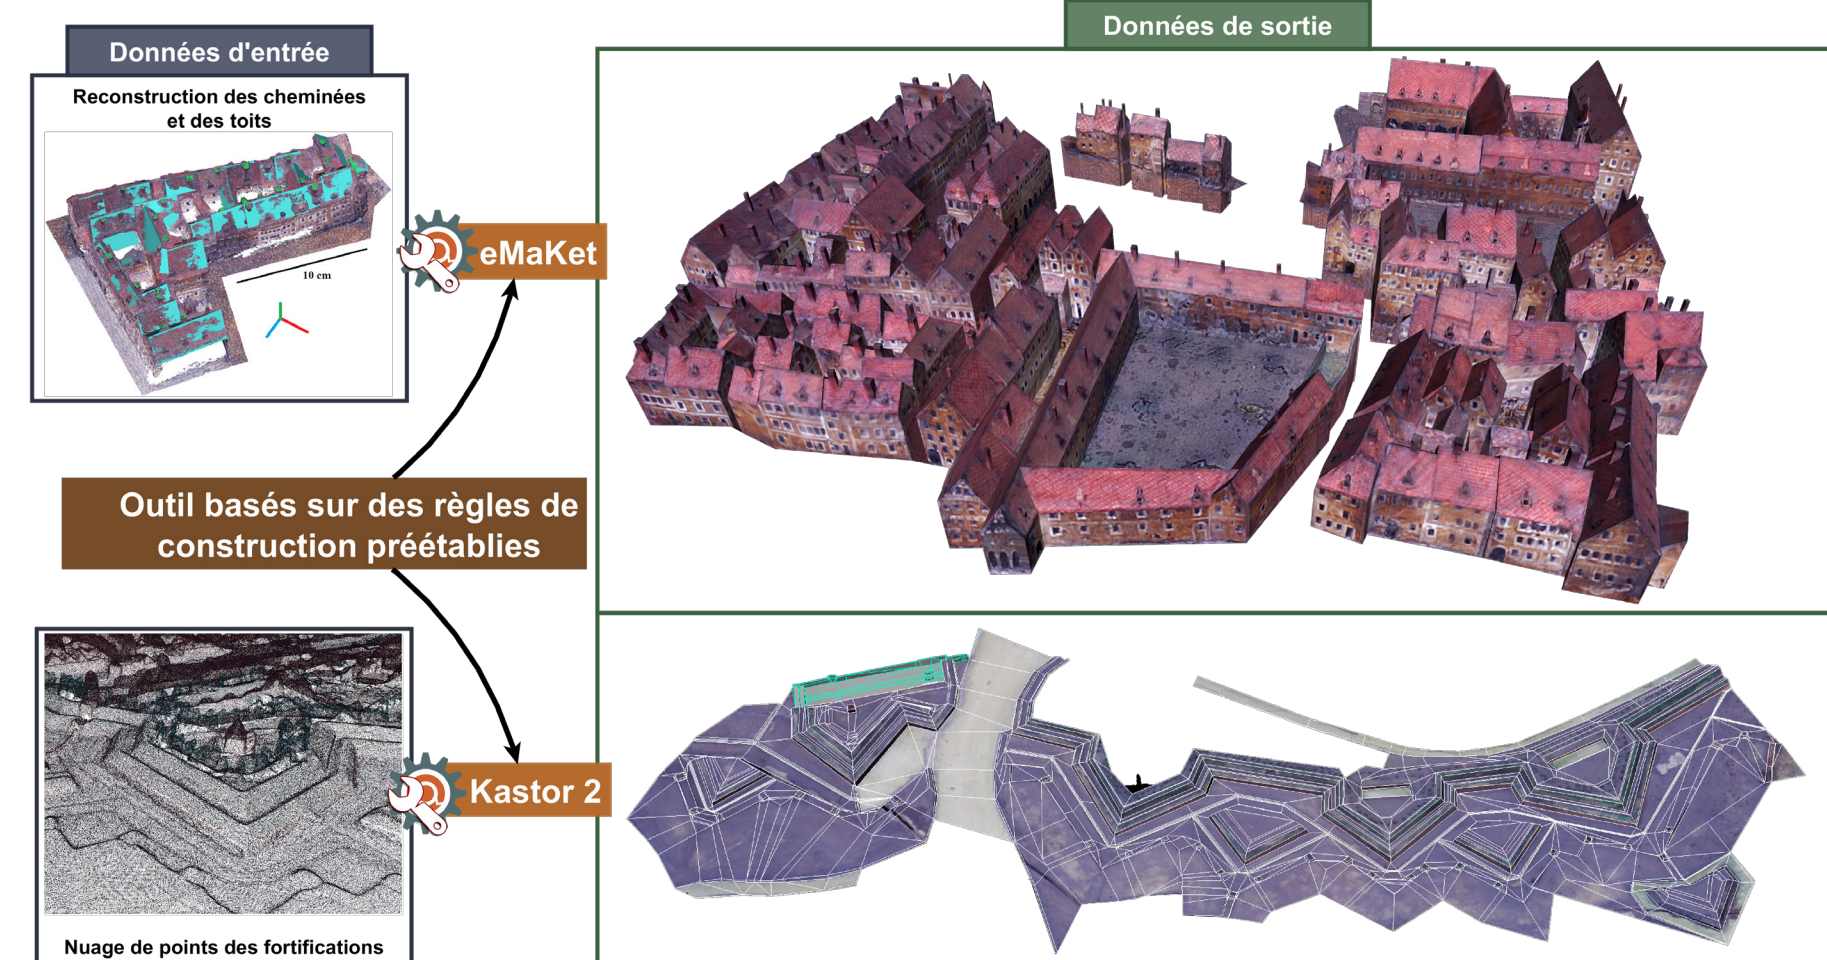 Données d'entrée
Données de sortie
Reconstruction des cheminées
et des toits
10 cm
eMaKet
Outil basés sur des règles de
construction préétablies
Kastor 2
Nuage de points des fortifications